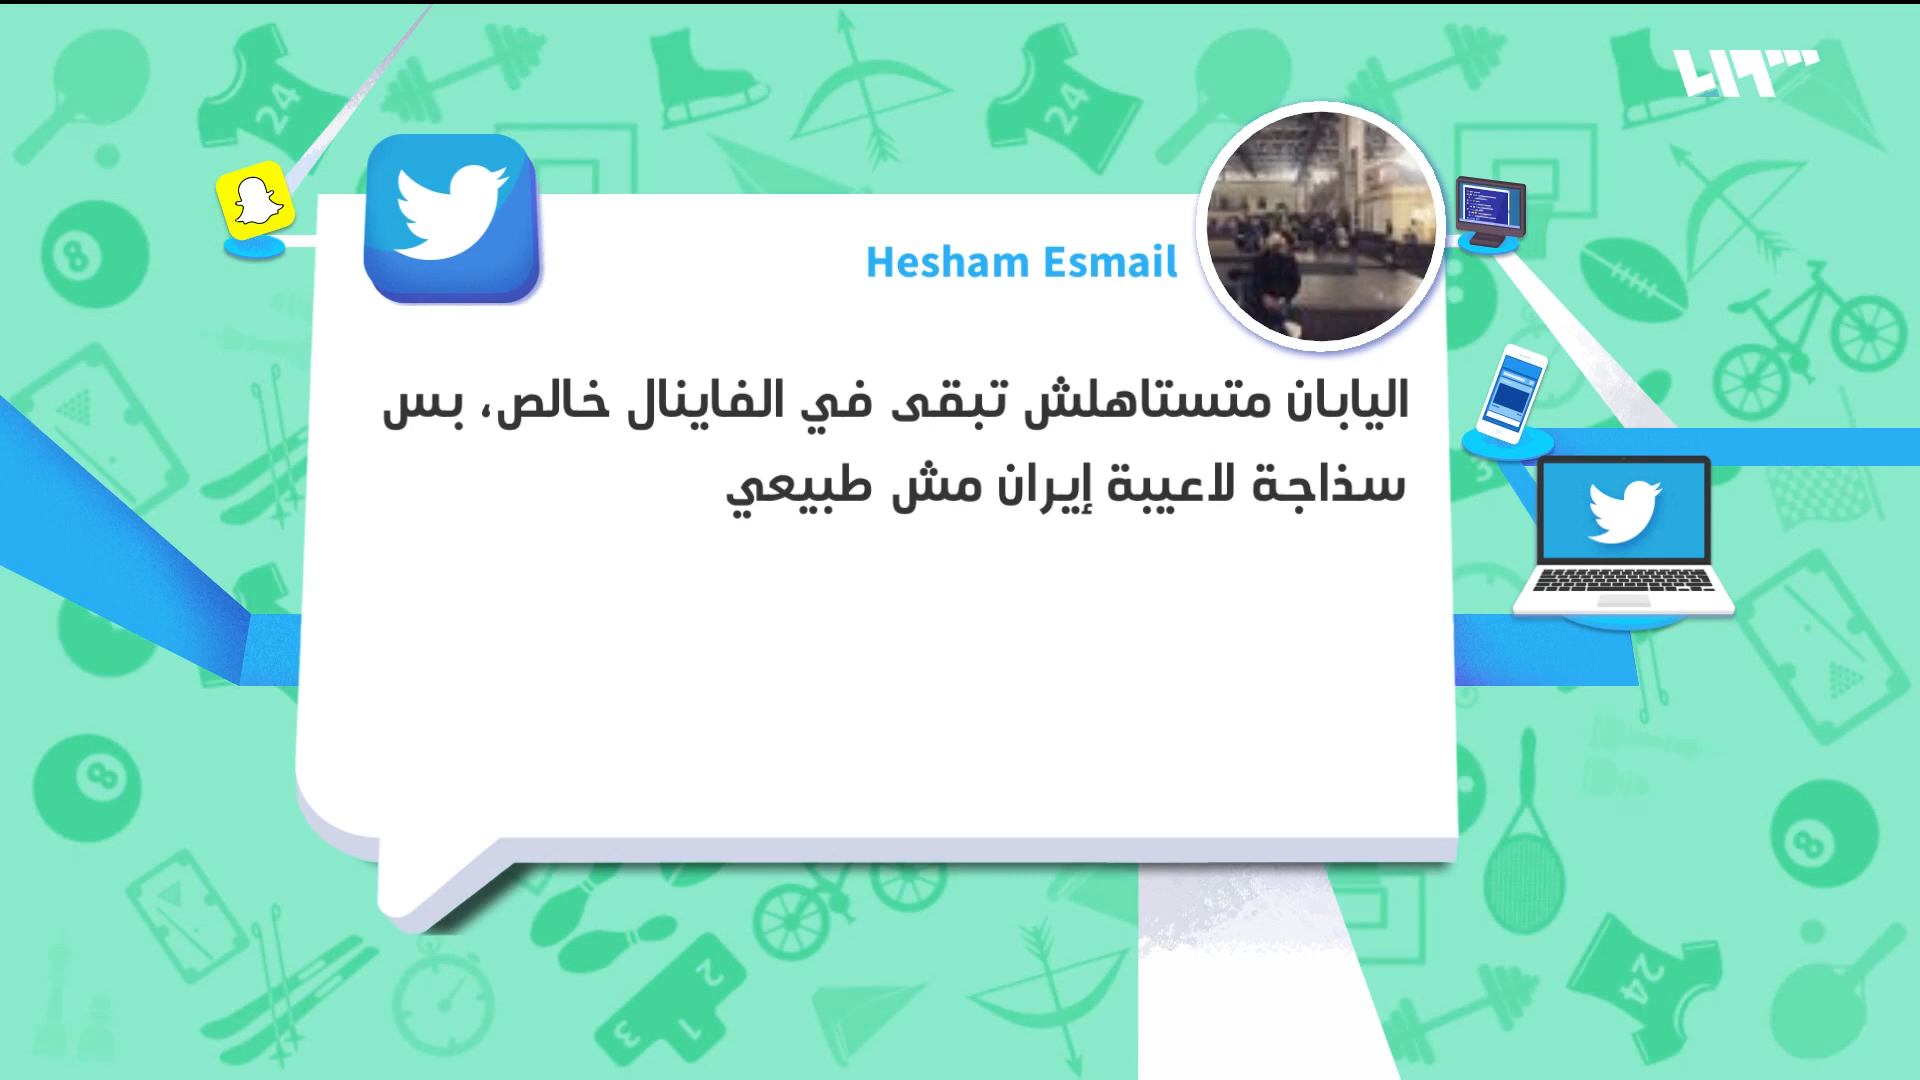 Hesham Esmail
اليابان متستاهلش تبقى في الفاينال خالص، بس
سذاجة لاعيبة إيران مش طبيعي